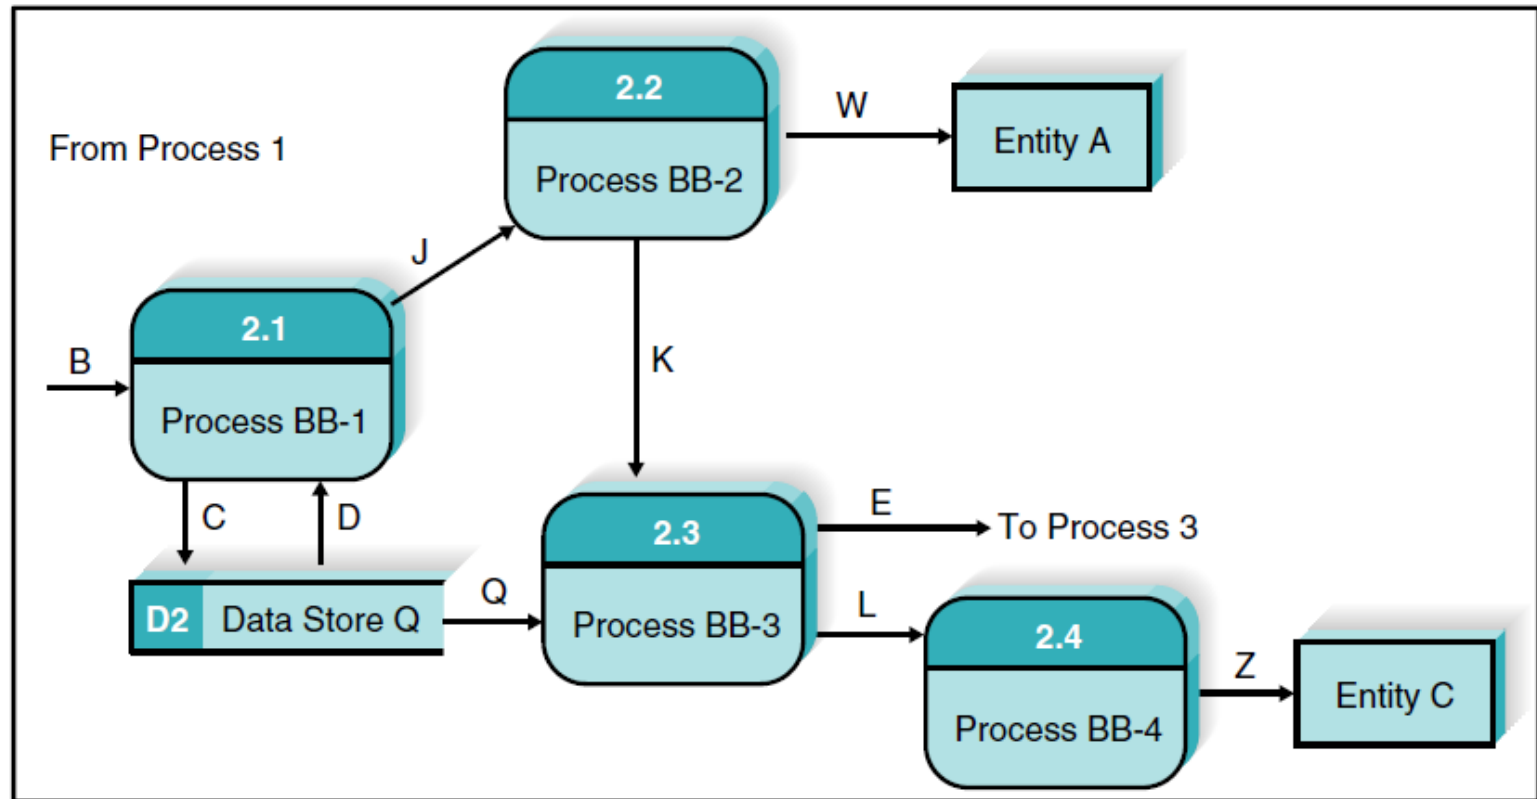 2.2
W
Entity A
From Process 1
Process BB-2
J
2.1
B
K
Process BB-1
C
D
E
To Process 3
2.3
D2
Data Store Q
Q
Process BB-3
L
2.4
Z
Entity C
Process BB-4